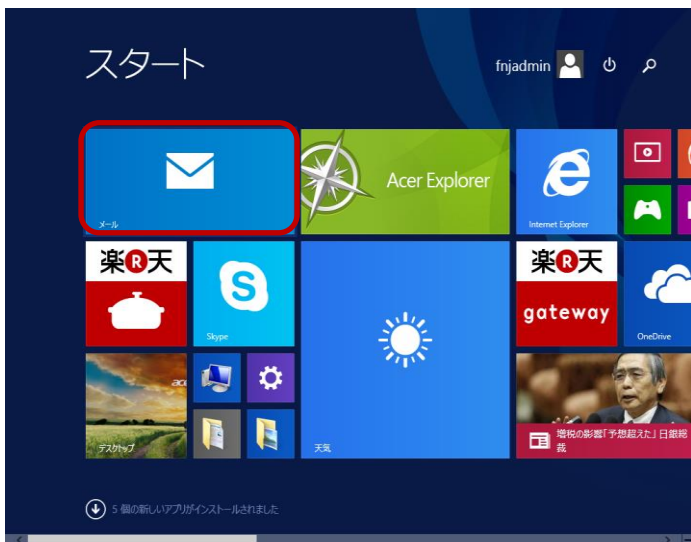 スタート
fnjadmin
メール
Acer Explorer
Internet Explorer
楽R天
Skype
天気
楽R天
gateway
OneDrive
デスクトップ
acer
増税の影響「予想超えた」日銀総
裁
5 個の新しいアプリがインストールされました